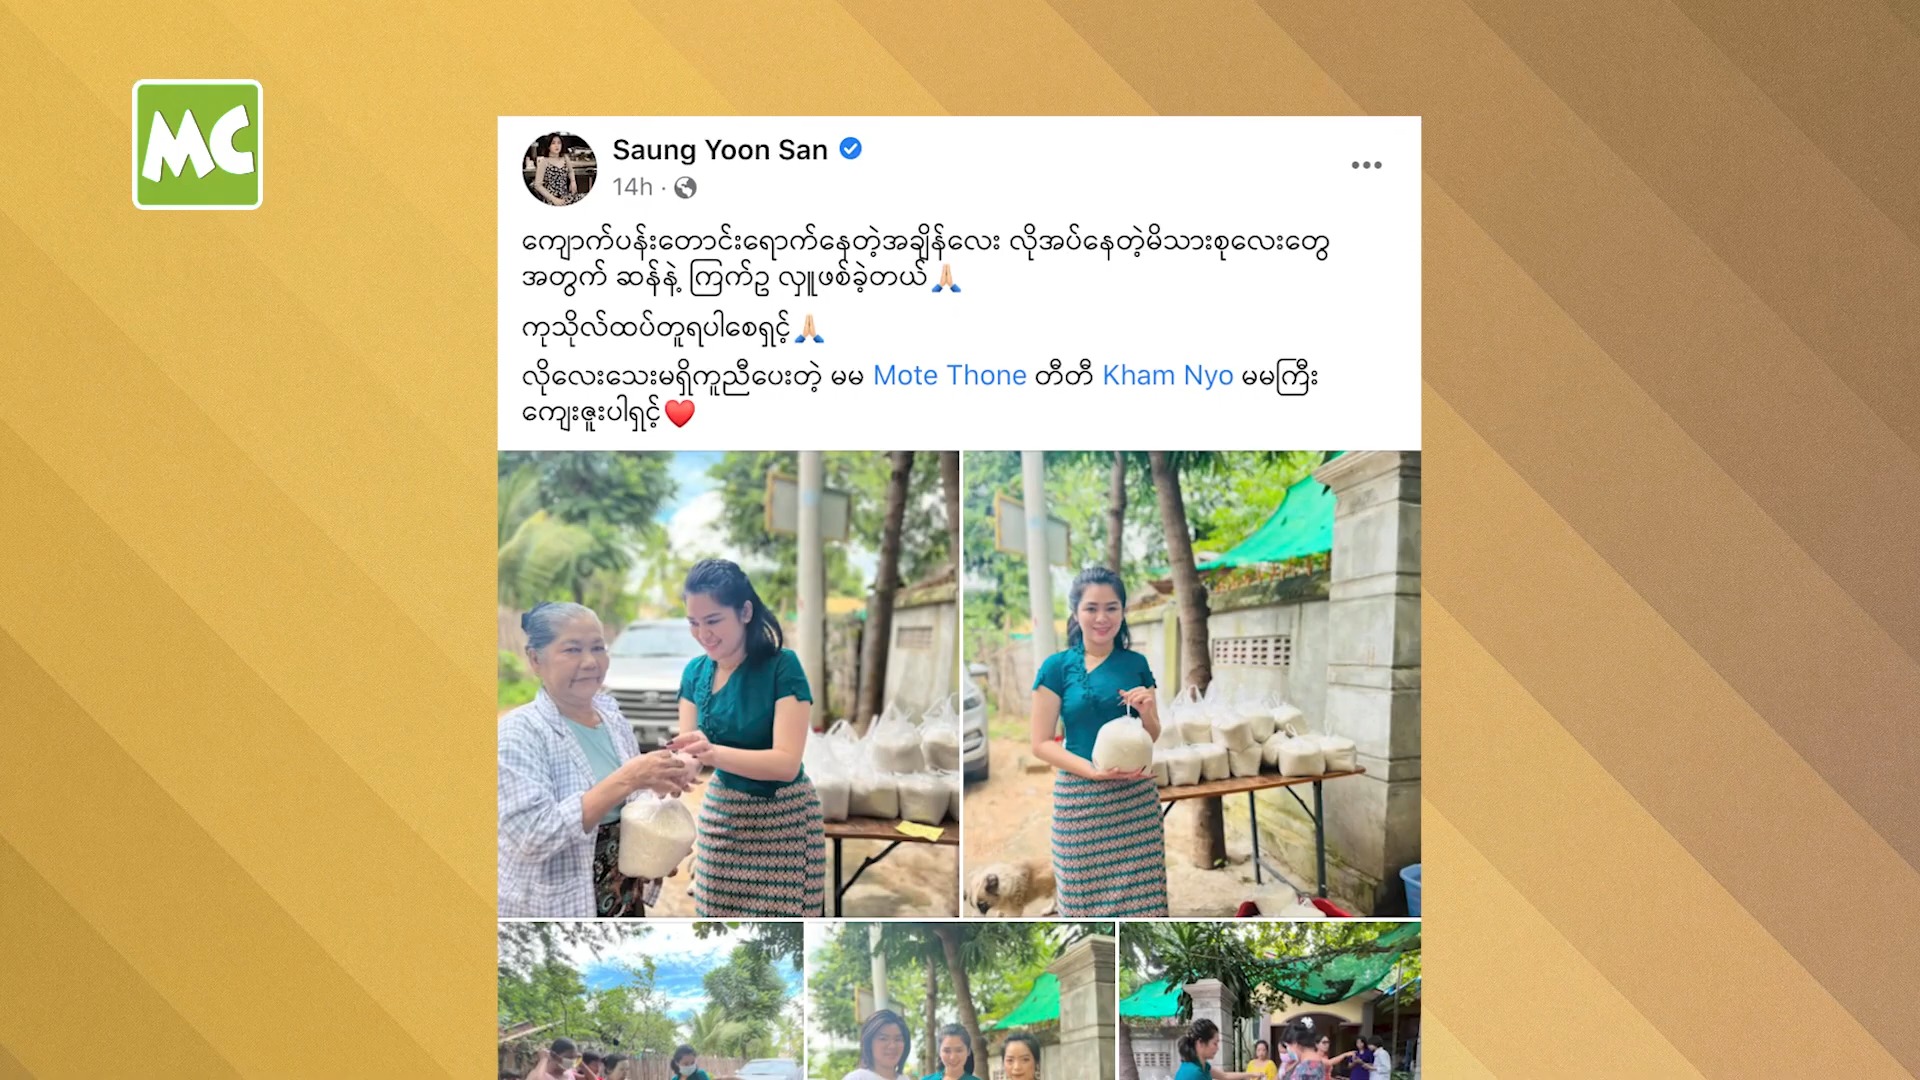 MC
Saung Yoon San
14h ·
ကျောက်ပန်းတောင်းရောက်နေတဲ့အချိန်လေး လိုအပ်နေတဲ့မိသားစုလေးတွေ
အတွက် ဆန်နဲ့ ကြက်ဥ လှူဖြစ်ခဲ့တယ်🙏🏻
ကုသိုလ်ထပ်တူရပါစေရှင့်🙏🏻
လိုလေးသေးမရှိကူညီပေးတဲ့ မမ Mote Thone တီတီ Kham Nyo မမကြီး
ကျေးဇူးပါရှင့်❤️